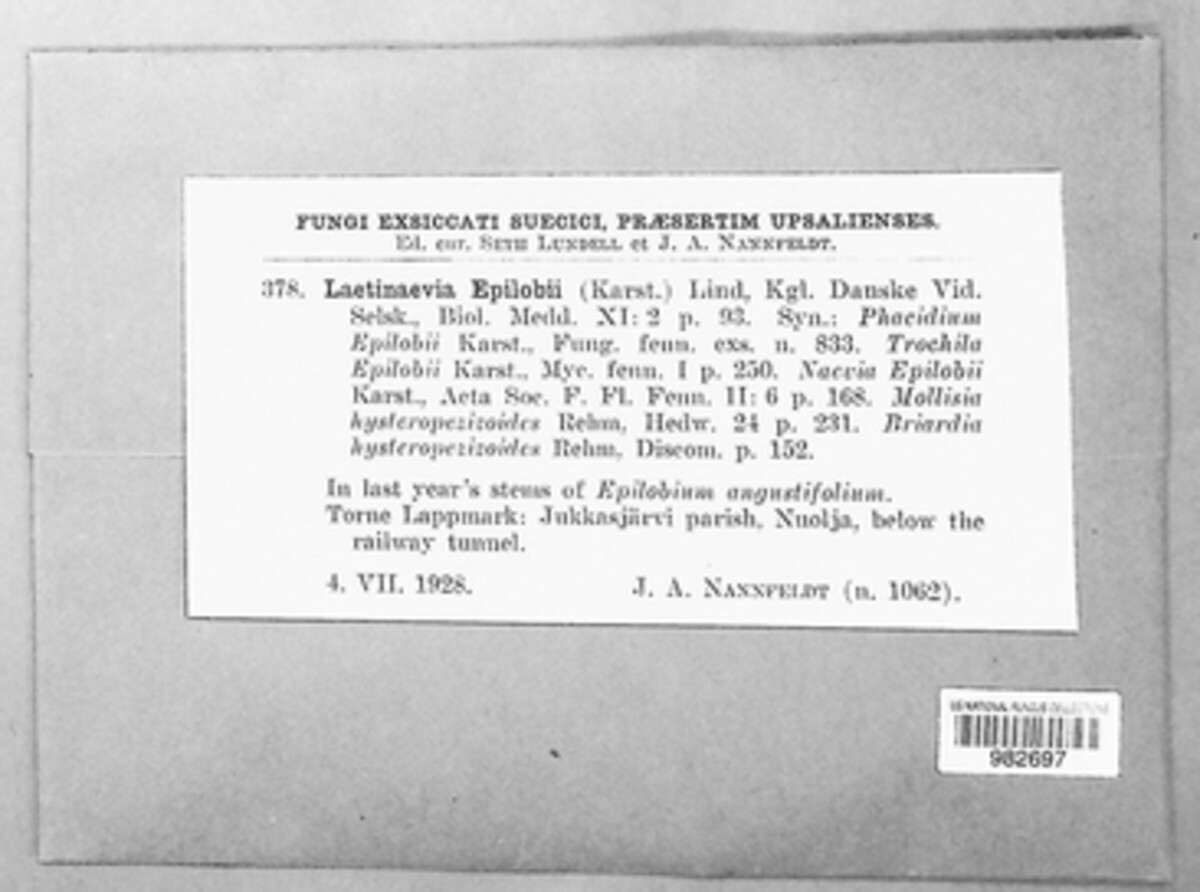 FUNGI EXSICCATI SUECICI, PRÆSERTIM UPSALIENSES.
Ed. cur. SETH LUNDELL et J. A. NANNFELDT.
378. Laetinaevia Epilobii (Karst.) Lind, Kgl. Danske Vid.
Selsk., Biol. Medd. XI: 2 p. 93. Syn.: Phacidium
Epilobii Karst., Fung. fenn. exs. n. 833. Trochila
Epilobii Karst., Myc. fenn. I p. 250. Naevia Epilobii
Karst., Acta Soc. F. Fl. Fenn. II: 6 p. 168. Mollisia
hysteropezizoides Rehm, Hedw. 24 p. 231. Briardia
hysteropezizoides Rehm, Discom. p. 152.
In last year's stems of Epilobium angustifolium.
Torne Lappmark: Jukkasjärvi parish, Nuolja, below the
railway tunnel.
4. VII. 1928. J. A. NANNFELDT (n. 1062).
US NATIONAL FUNGUS COLLECTIONS
982697